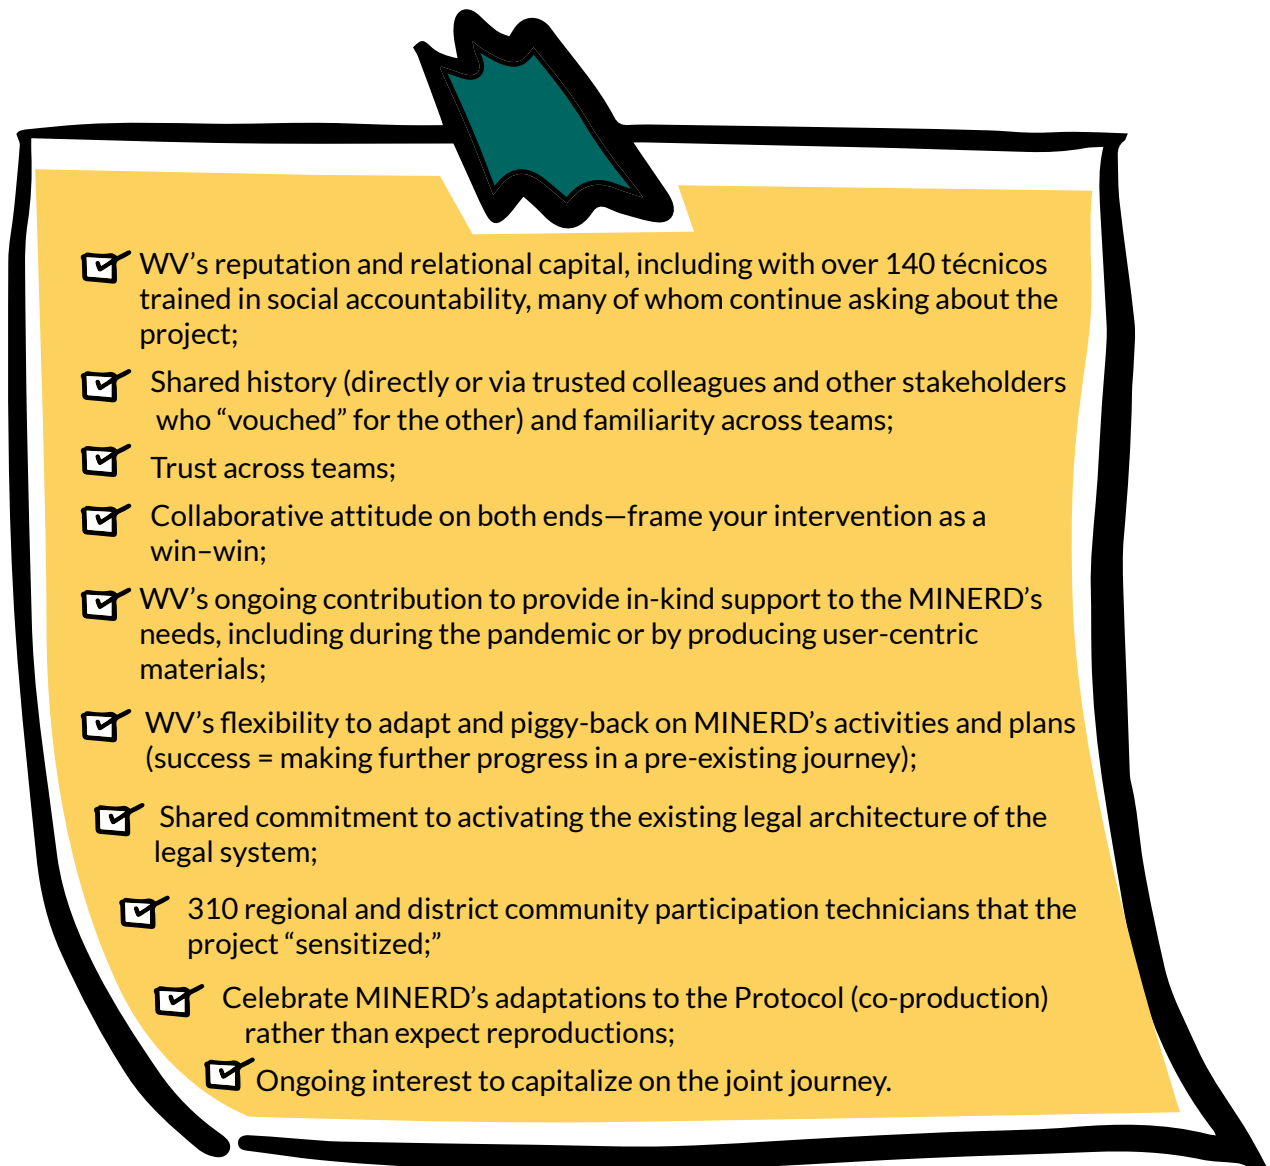 WV’s reputation and relational capital, including with over 140 técnicos
trained in social accountability, many of whom continue asking about the
project;
Shared history (directly or via trusted colleagues and other stakeholders
who “vouched” for the other) and familiarity across teams;
Trust across teams;
Collaborative attitude on both ends—frame your intervention as a
win–win;
WV’s ongoing contribution to provide in-kind support to the MINERD’s
needs, including during the pandemic or by producing user-centric
materials;
WV’s flexibility to adapt and piggy-back on MINERD’s activities and plans
(success = making further progress in a pre-existing journey);
Shared commitment to activating the existing legal architecture of the
legal system;
310 regional and district community participation technicians that the
project “sensitized;”
Celebrate MINERD’s adaptations to the Protocol (co-production)
rather than expect reproductions;
Ongoing interest to capitalize on the joint journey.